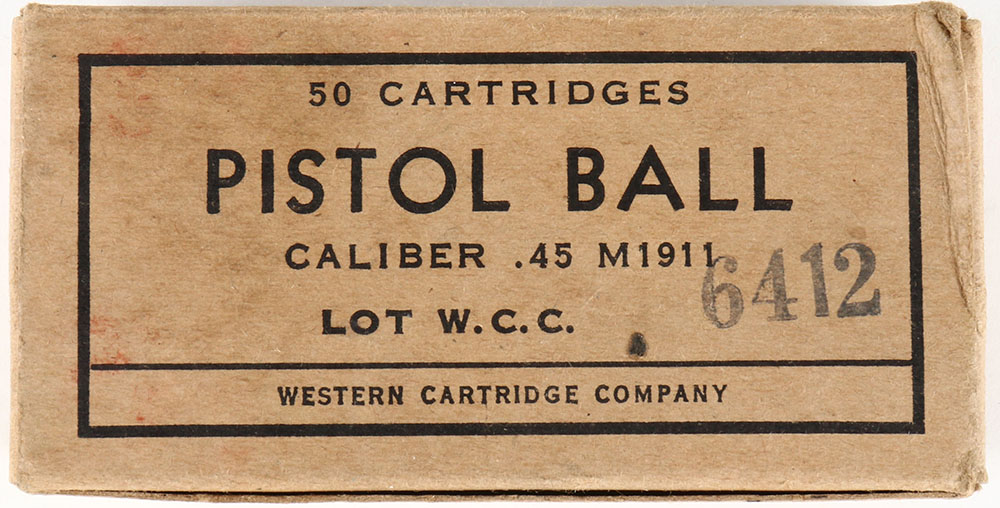 50 CARTRIDGES
PISTOL BALL
CALIBER .45 M1911
6412
LOT W.C.C.
WESTERN CARTRIDGE COMPANY